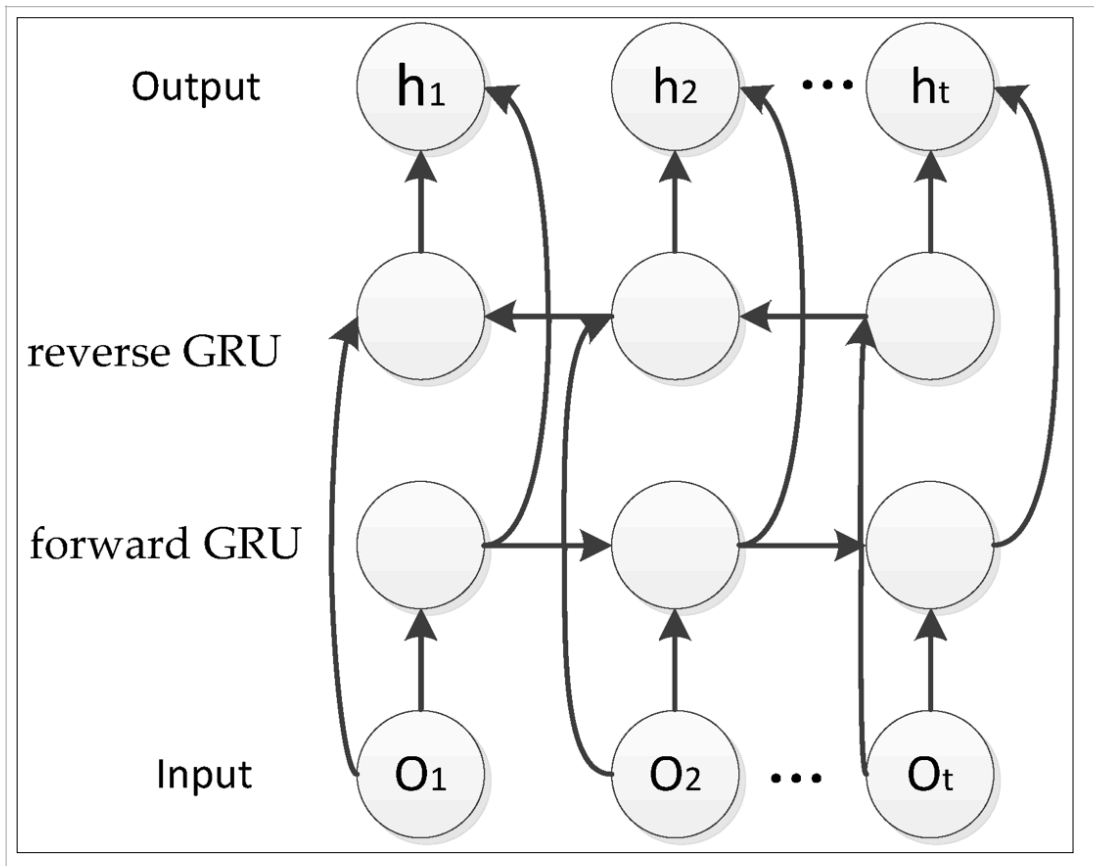 Output h1 h2 ... ht
reverse GRU
forward GRU
Input O1 O2 ... Ot